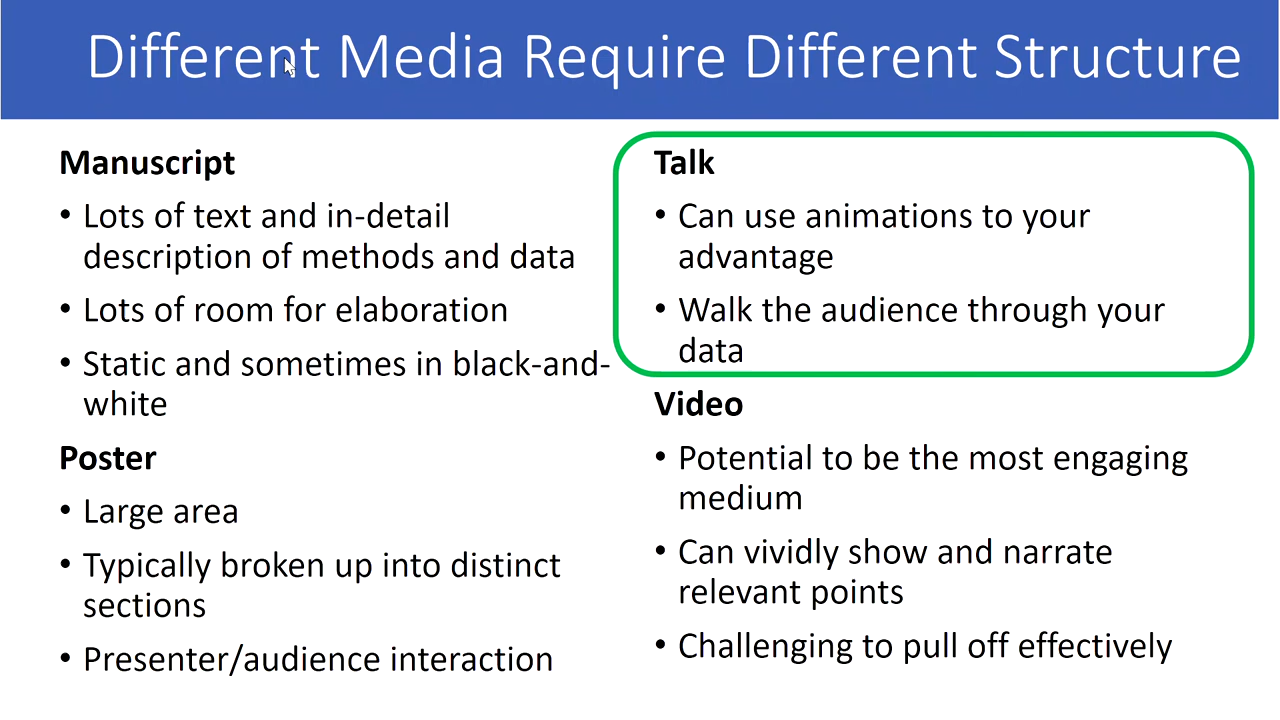 Different Media Require Different Structure
Manuscript
• Lots of text and in-detail
description of methods and data
• Lots of room for elaboration
• Static and sometimes in black-and-
white
Poster
• Large area
• Typically broken up into distinct
sections
• Presenter/audience interaction
Talk
• Can use animations to your
advantage
• Walk the audience through your
data
Video
• Potential to be the most engaging
medium
• Can vividly show and narrate
relevant points
• Challenging to pull off effectively